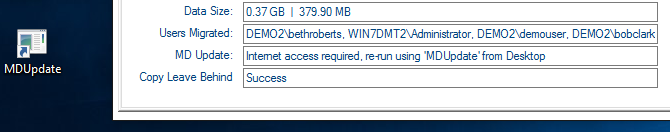 Data Size: 0.37 GB | 379.90 MB
Users Migrated: DEMO2\bethroberts, WIN7DMT2\Administrator, DEMO2\demouser, DEMO2\bobclark
MD Update: Internet access required, re-run using 'MDUpdate' from Desktop
MDUpdate
Copy Leave Behind Success